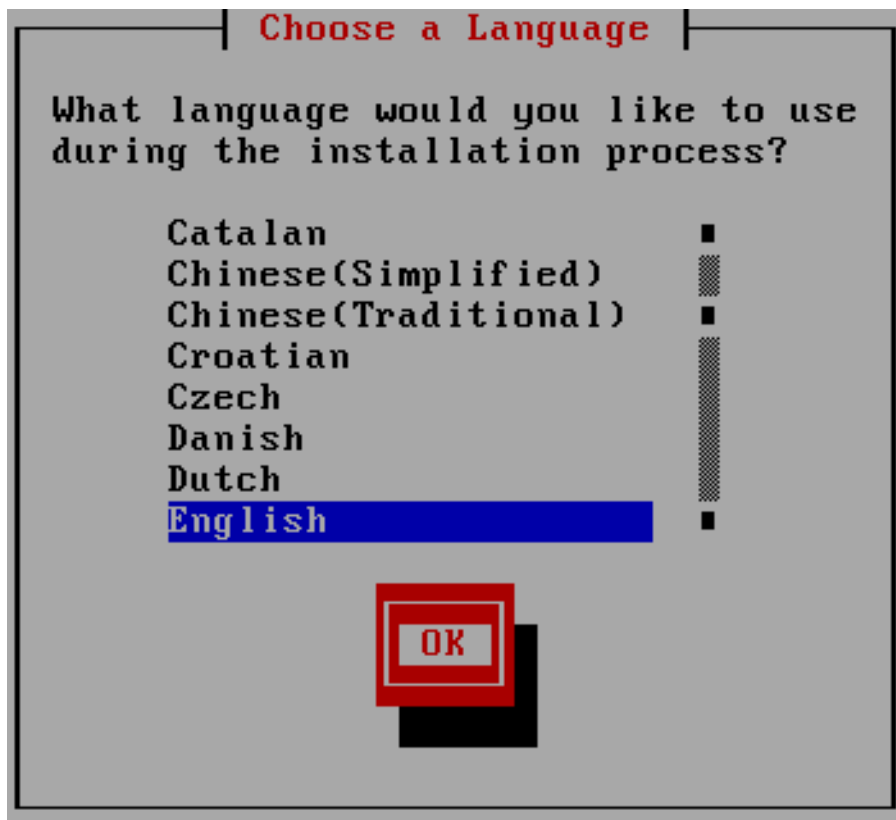 Choose a Language
What language would you like to use
during the installation process?
Catalan
Chinese(Simplified)
Chinese(Traditional)
Croatian
Czech
Danish
Dutch
English
OK